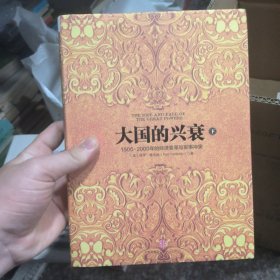 THE RISE AND FALL OF
THE GREAT POWERS
大国的兴衰 下
1500-2000年的经济变革与军事冲突